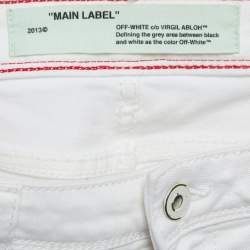 "MAIN LABEL"
2013©
OFF-WHITE c/o VIRGIL ABLOH™
Defining the grey area between black
and white as the color Off-White™